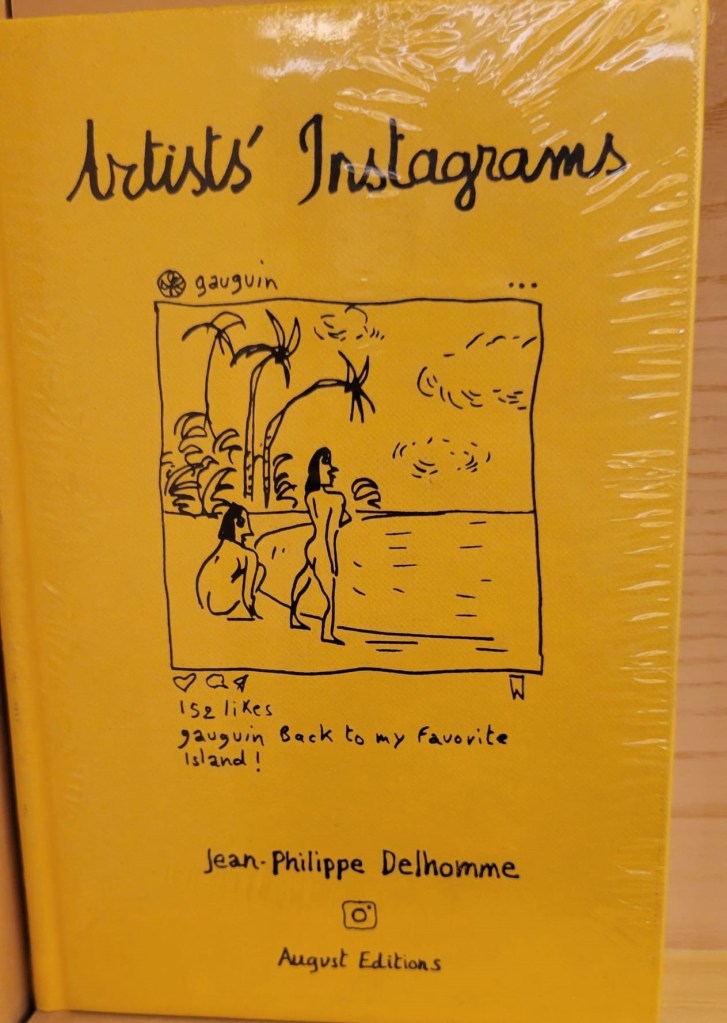 Artists' Instagrams
gauguin
...
152 likes
gauguin Back to my Favorite
Island!
Jean-Philippe Delhomme
August Editions